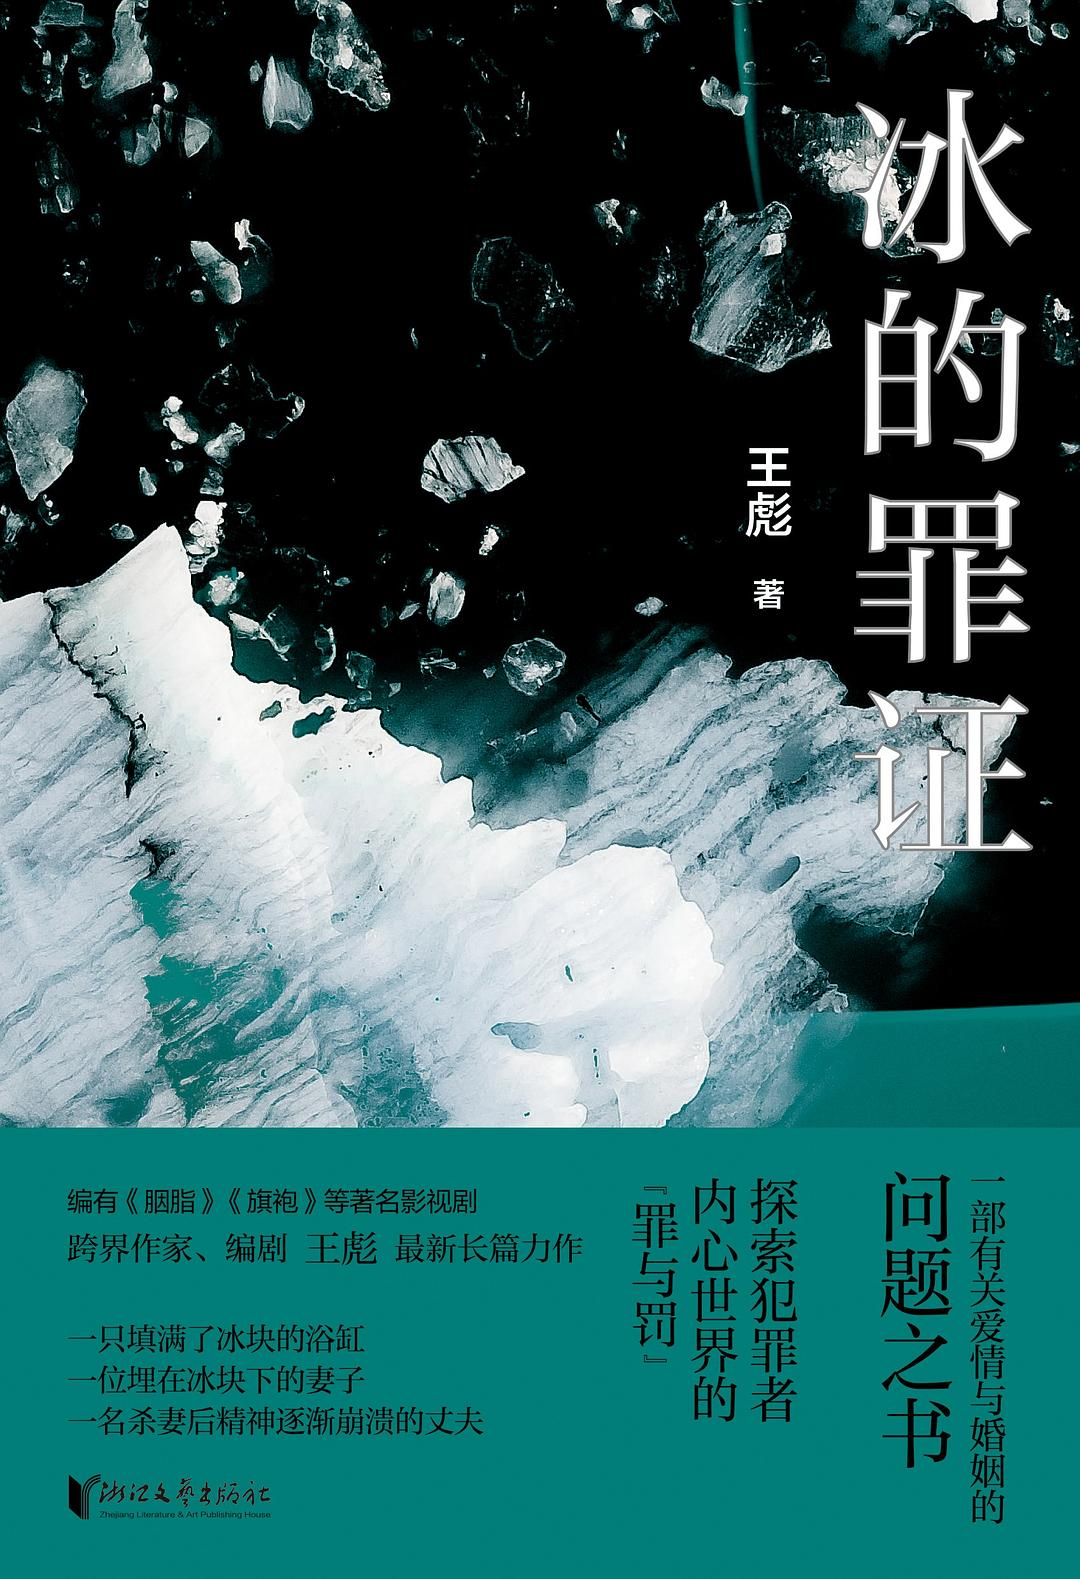 冰的罪证
王彪 著
一部有关爱情与婚姻的
问题之书
探索犯罪者
内心世界的
『罪与罚』
编有《胭脂》《旗袍》等著名影视剧
跨界作家、编剧 王彪 最新长篇力作
一只填满了冰块的浴缸
一位埋在冰块下的妻子
一名杀妻后精神逐渐崩溃的丈夫
浙江文艺出版社
Zhejiang Literature & Art Publishing House